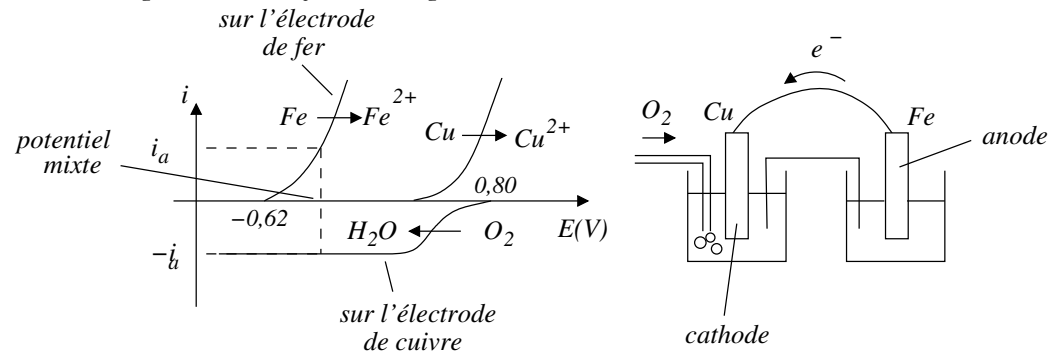 sur l'électrode
de fer
i
Fe → Fe²⁺
Cu → Cu²⁺
potentiel
mixte
iₐ
−0,62
0,80
H₂O ← O₂
E(V)
−iₐ
sur l'électrode
de cuivre
e⁻
O₂
Cu
Fe
anode
cathode